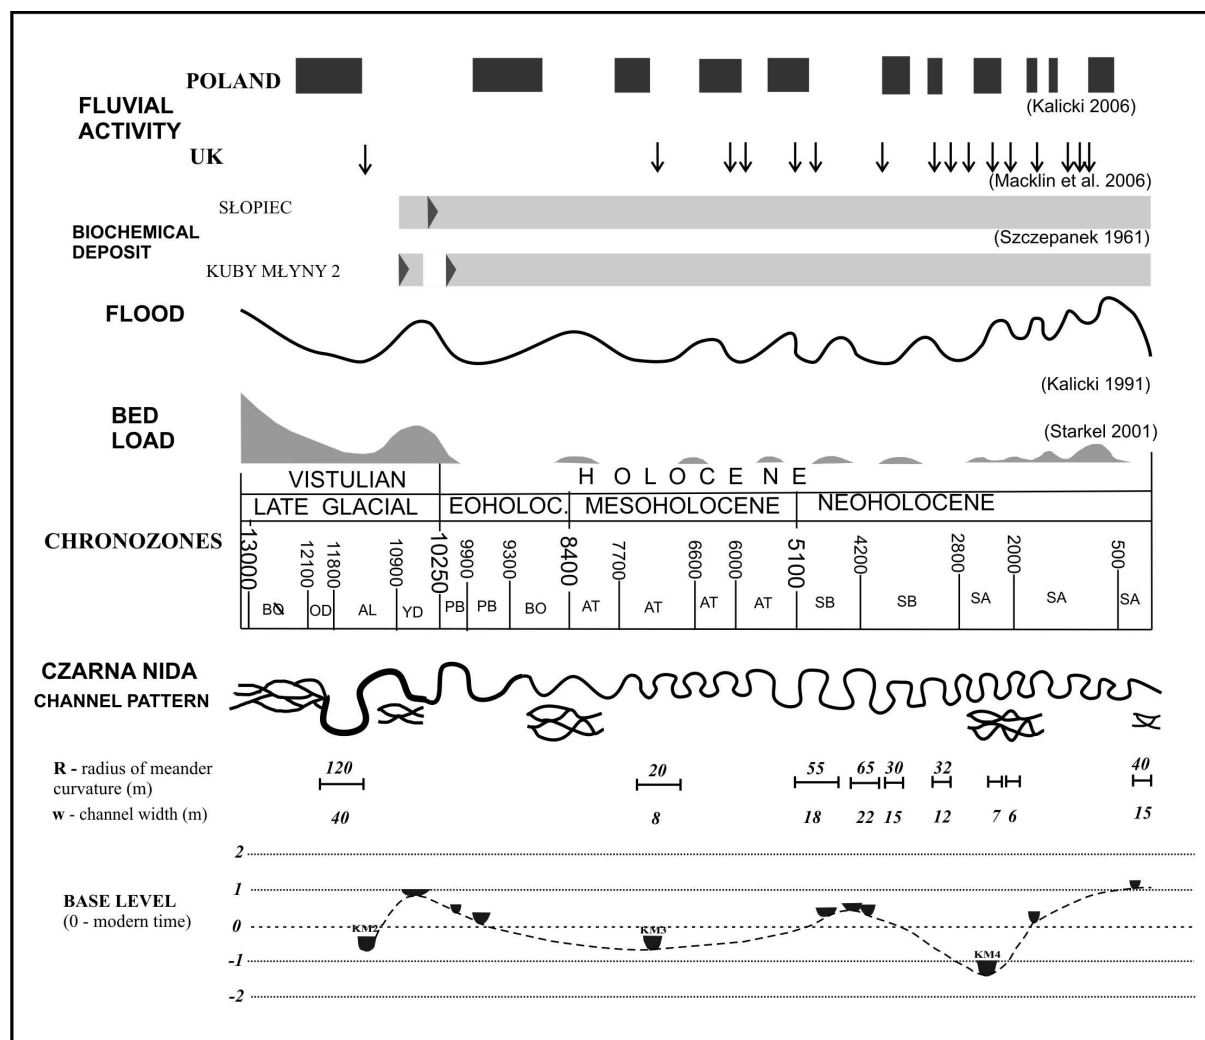 POLAND
FLUVIAL
ACTIVITY
(Kalicki 2006)
UK
(Macklin et al. 2006)
SŁOPIEC
BIOCHEMICAL
DEPOSIT
(Szczepanek 1961)
KUBY MŁYNY 2
FLOOD
(Kalicki 1991)
BED
LOAD
(Starkel 2001)
VISTULIAN HOLOCENE
LATE GLACIAL EOHOLOC. MESOHOLOCENE NEOHOLOCENE
CHRONOZONES
13000 12100 11800 10900 10250 9900 9300 8400 7700 6600 6000 5100 4200 2800 2000 5000
BO OD AL YD PB PB BO AT AT AT AT SB SB SA SA SA
CZARNA NIDA
CHANNEL PATTERN
R - radius of meander
curvature (m)
120 20 55 65 30 32 40
w - channel width (m)
40 8 18 22 15 12 7 6 15
2
BASE LEVEL
(0 - modern time)
1
0
-1
-2
KM2 KM3 KM4